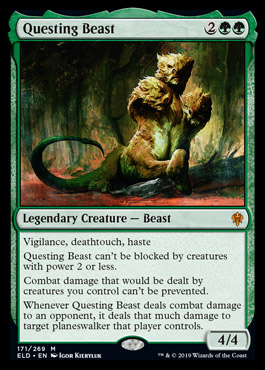 Questing Beast 2
Legendary Creature — Beast
Vigilance, deathtouch, haste
Questing Beast can't be blocked by creatures
with power 2 or less.
Combat damage that would be dealt by
creatures you control can't be prevented.
Whenever Questing Beast deals combat damage
to an opponent, it deals that much damage to
target planeswalker that player controls.
4/4
171/269 M
ELD • EN Igor Kieryluk
™ & © 2019 Wizards of the Coast